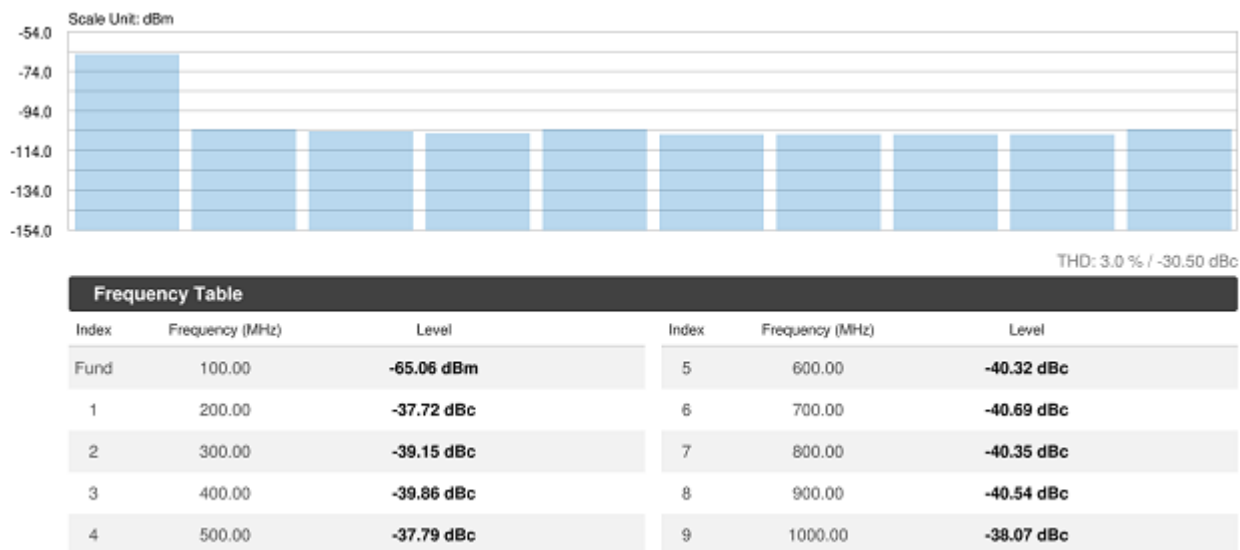 Scale Unit: dBm
-54.0
-74.0
-94.0
-114.0
-134.0
-154.0
THD: 3.0 % / -30.50 dBc
Frequency Table
Index Frequency (MHz) Level Index Frequency (MHz) Level
Fund 100.00 -65.06 dBm 5 600.00 -40.32 dBc
1 200.00 -37.72 dBc 6 700.00 -40.69 dBc
2 300.00 -39.15 dBc 7 800.00 -40.35 dBc
3 400.00 -39.86 dBc 8 900.00 -40.54 dBc
4 500.00 -37.79 dBc 9 1000.00 -38.07 dBc